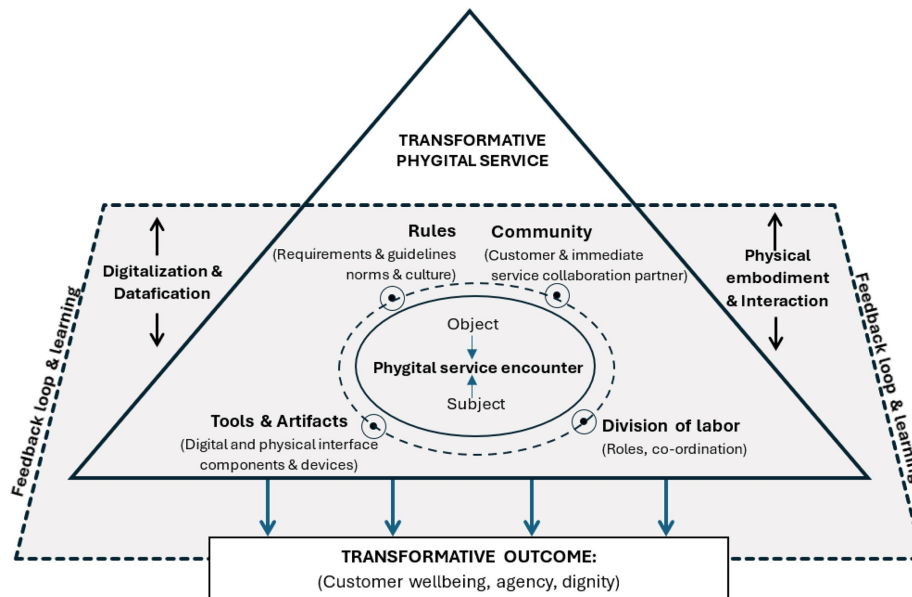 TRANSFORMATIVE
PHYGITAL SERVICE
Rules
(Requirements & guidelines
norms & culture)
Community
(Customer & immediate
service collaboration partner)
Digitalization &
Datafication
Physical
embodiment
& Interaction
Feedback loop & learning
Feedback loop & learning
Object
Phygital service encounter
Subject
Tools & Artifacts
(Digital and physical interface
components & devices)
Division of labor
(Roles, co-ordination)
TRANSFORMATIVE OUTCOME:
(Customer wellbeing, agency, dignity)